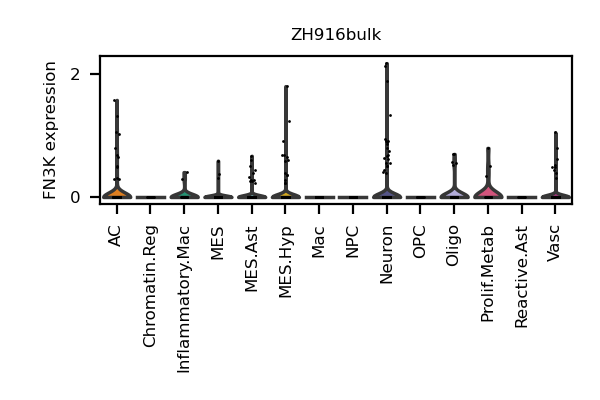 ZH916bulk
FN3K expression
2
0
AC
Chromatin.Reg
Inflammatory.Mac
MES
MES.Ast
MES.Hyp
Mac
NPC
Neuron
OPC
Oligo
Prolif.Metab
Reactive.Ast
Vasc